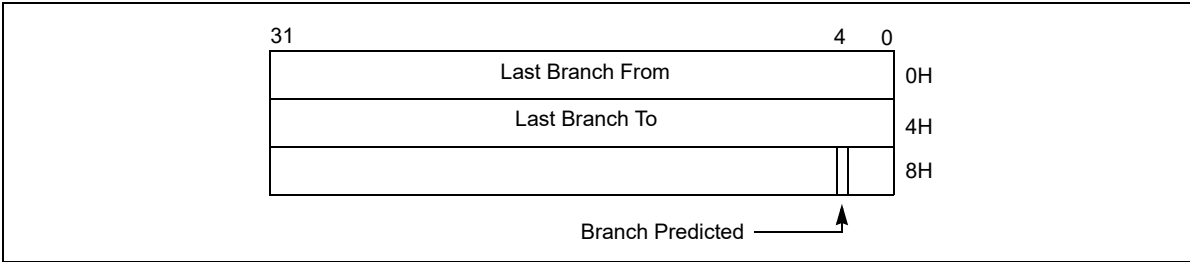 31 4 0
Last Branch From 0H
Last Branch To 4H
8H
Branch Predicted